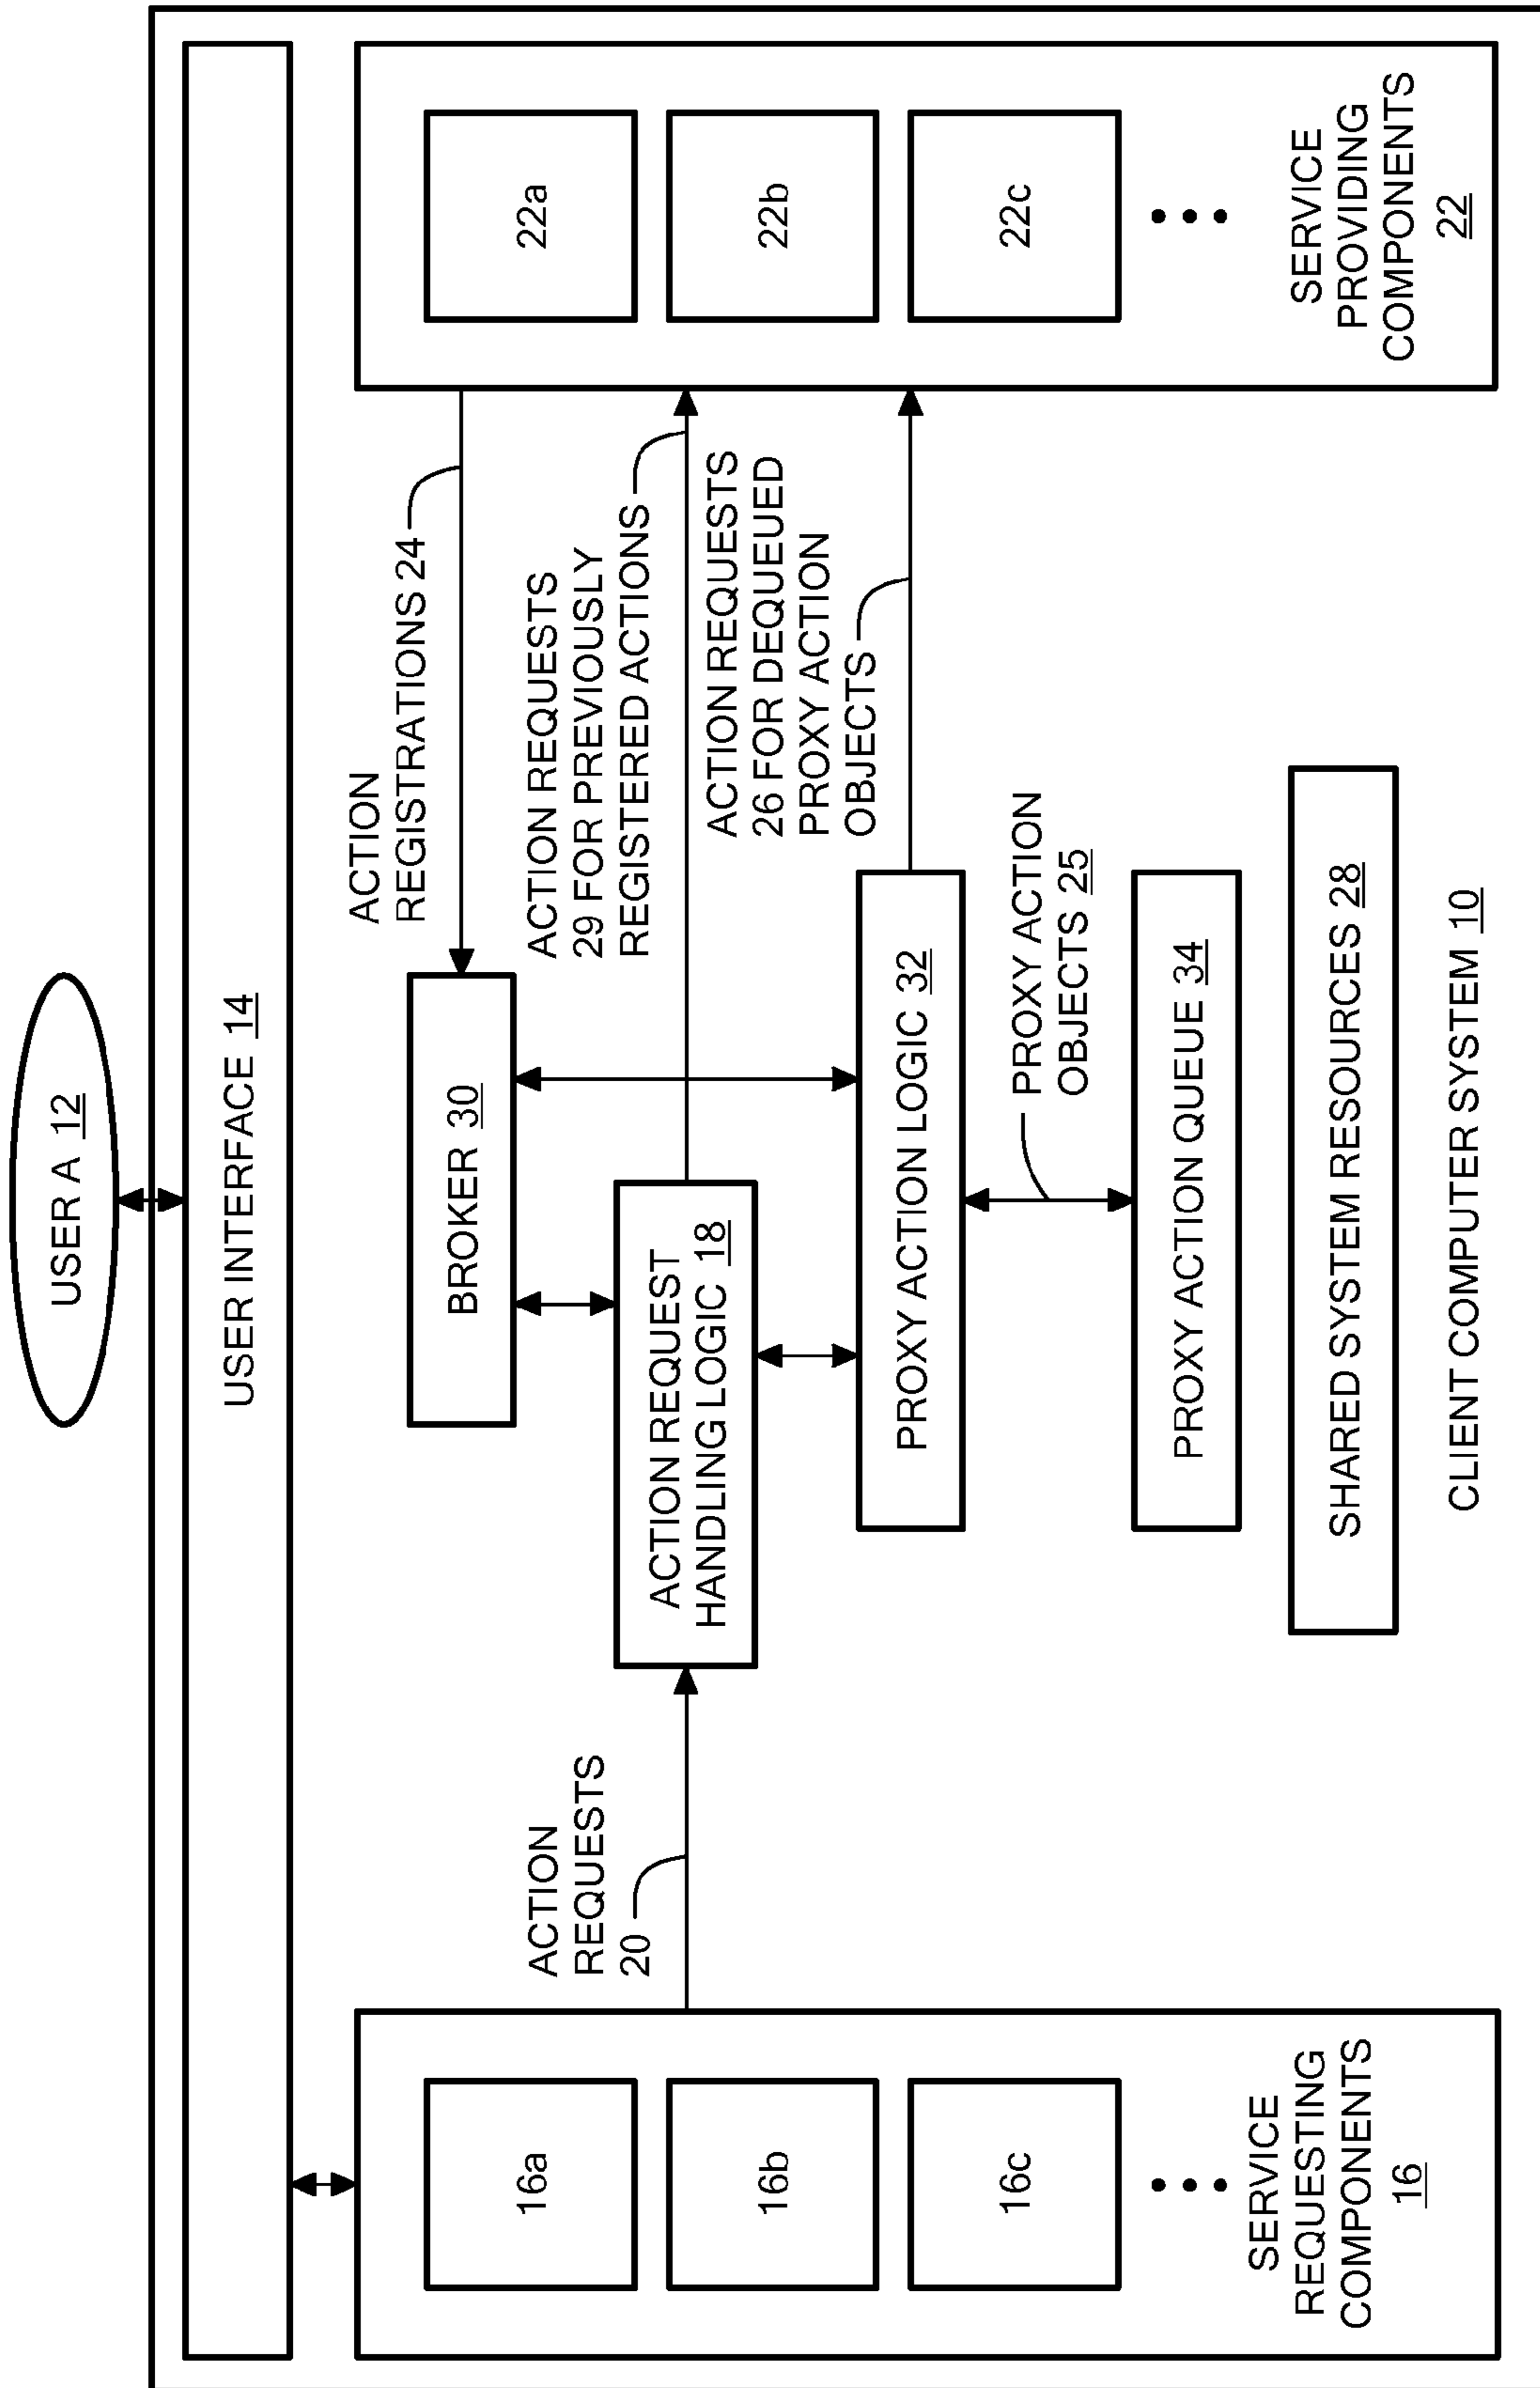 USER A 12
USER INTERFACE 14
16a
16b
16c
SERVICE
REQUESTING
COMPONENTS
16
ACTION
REQUESTS
20
BROKER 30
ACTION REQUEST
HANDLING LOGIC 18
PROXY ACTION LOGIC 32
PROXY ACTION
OBJECTS 25
PROXY ACTION QUEUE 34
SHARED SYSTEM RESOURCES 28
CLIENT COMPUTER SYSTEM 10
ACTION
REGISTRATIONS 24
ACTION REQUESTS
29 FOR PREVIOUSLY
REGISTERED ACTIONS
ACTION REQUESTS
26 FOR DEQUEUED
PROXY ACTION
OBJECTS
22a
22b
22c
SERVICE
PROVIDING
COMPONENTS
22